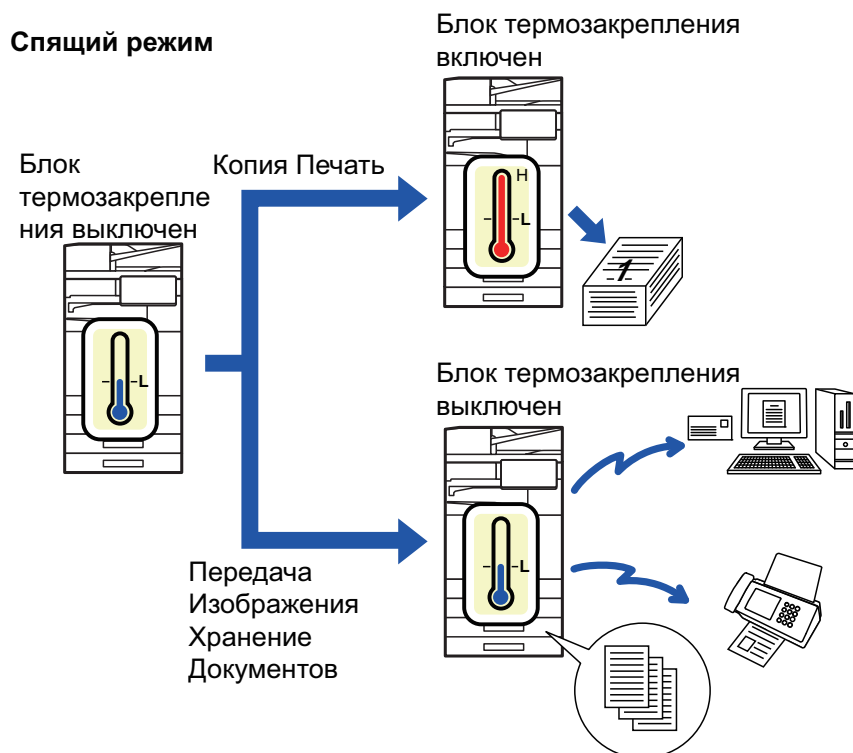 Спящий режим
Блок термозакрепления
включен
Блок
термозакрепле
ния выключен
Копия Печать
H
L
1
L
Блок термозакрепления
выключен
L
Передача
Изображения
Хранение
Документов